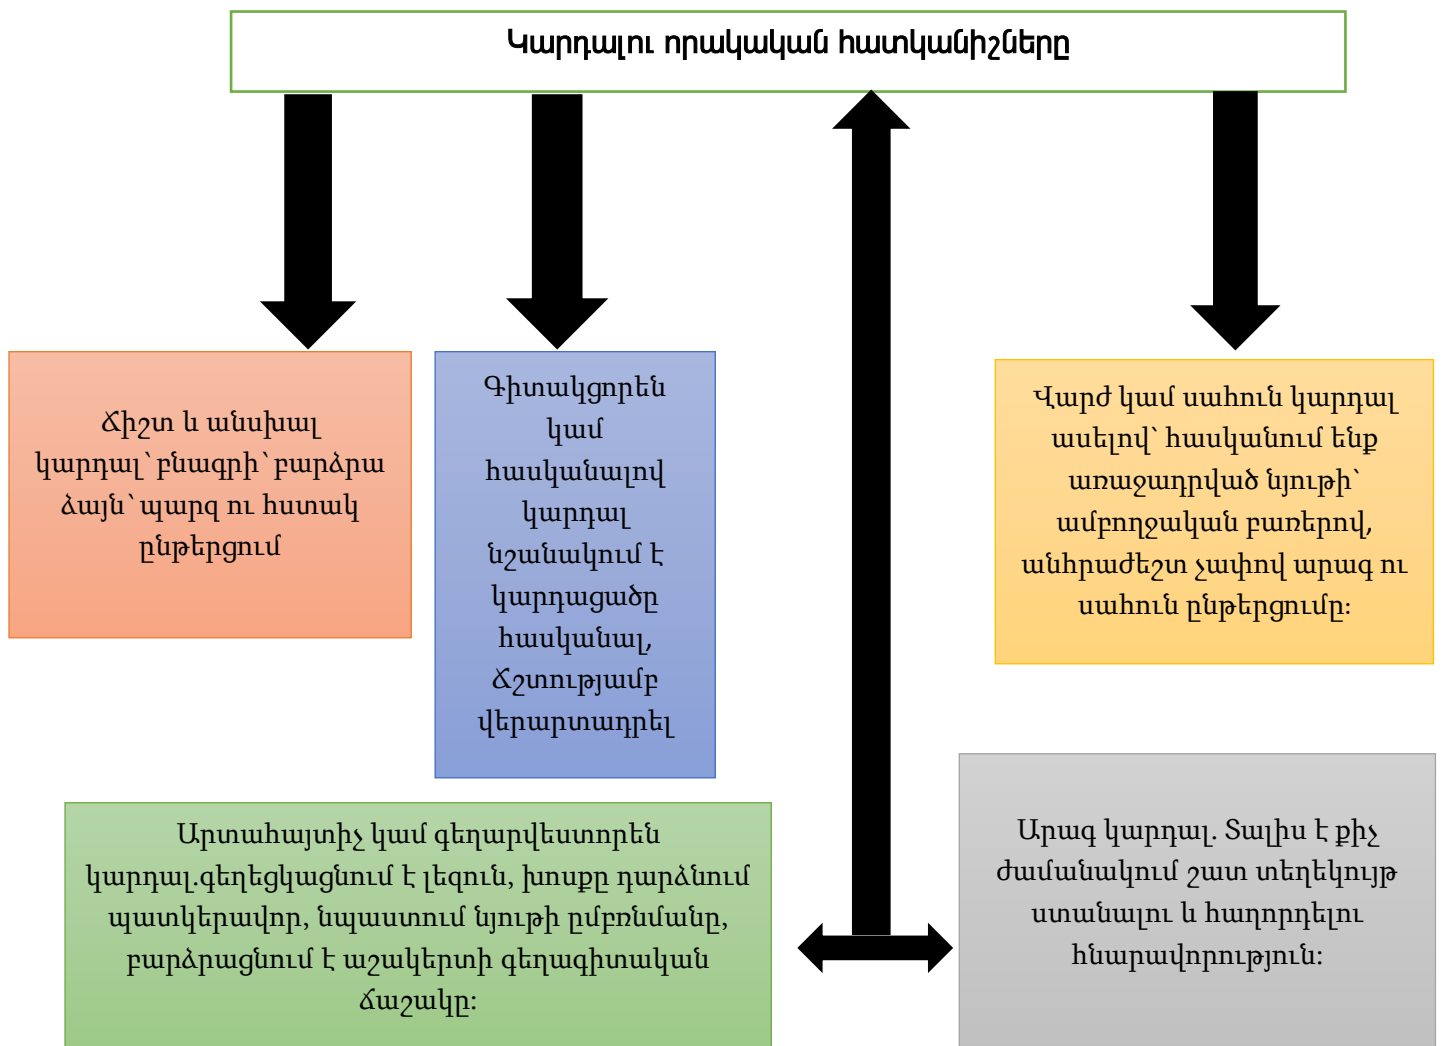 Կարդալու որակական հատկանիշները
Ճիշտ և անսխալ
կարդալ՝ բնագրի՝ բարձրա
ձայն՝ պարզ ու հստակ
ընթերցում
Գիտակցորեն
կամ
հասկանալով
կարդալ
նշանակում է
կարդացածը
հասկանալ,
Ճշտությամբ
վերարտադրել
Վարժ կամ սահուն կարդալ
ասելով՝ հասկանում ենք
առաջադրված նյութի՝
ամբողջական բառերով,
անհրաժեշտ չափով արագ ու
սահուն ընթերցումը:
Արտահայտիչ կամ գեղարվեստորեն
կարդալ.գեղեցկացնում է լեզուն, խոսքը դարձնում
պատկերավոր, նպաստում նյութի ըմբռնմանը,
բարձրացնում է աշակերտի գեղագիտական
ճաշակը:
Արագ կարդալ. Տալիս է քիչ
ժամանակում շատ տեղեկույթ
ստանալու և հաղորդելու
հնարավորություն: